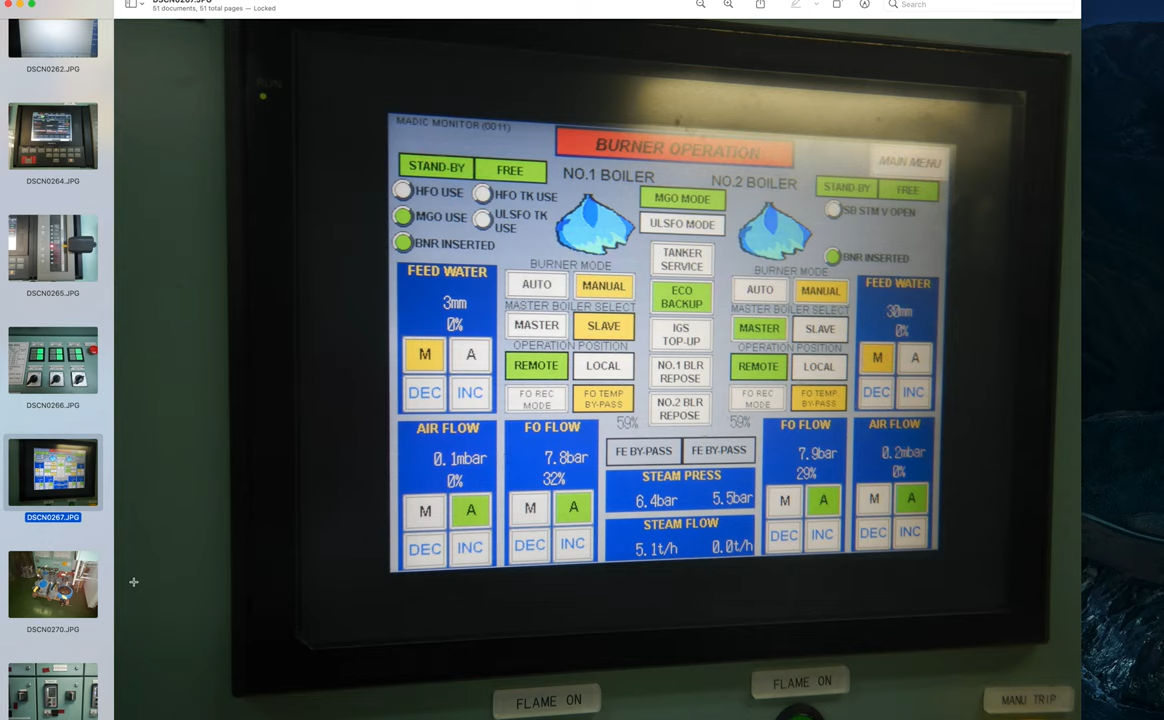 DSCN0267.JPG
51 documents, 51 total pages — Locked
Search
DSCN0262.JPG
DSCN0264.JPG
DSCN0265.JPG
DSCN0266.JPG
DSCN0267.JPG
DSCN0270.JPG
RUN
MADIC MONITOR (0011)
BURNER OPERATION
MAIN MENU
STAND-BY FREE
NO.1 BOILER
NO.2 BOILER
STAND-BY FREE
HFO USE
HFO TK USE
MGO USE
ULSFO TK USE
BNR INSERTED
MGO MODE
ULSFO MODE
SB STM V OPEN
BNR INSERTED
FEED WATER
3mm
0%
M A
DEC INC
BURNER MODE
AUTO MANUAL
MASTER BOILER SELECT
MASTER SLAVE
OPERATION POSITION
REMOTE LOCAL
FO REC MODE
FO TEMP BY-PASS
TANKER SERVICE
ECO BACKUP
IGS TOP-UP
NO.1 BLR REPOSE
NO.2 BLR REPOSE
BURNER MODE
AUTO MANUAL
MASTER BOILER SELECT
MASTER SLAVE
OPERATION POSITION
REMOTE LOCAL
FO REC MODE
FO TEMP BY-PASS
FEED WATER
30mm
0%
M A
DEC INC
59%
59%
AIR FLOW
0.1mbar
0%
M A
DEC INC
FO FLOW
7.8bar
32%
M A
DEC INC
FE BY-PASS FE BY-PASS
STEAM PRESS
6.4bar 5.5bar
STEAM FLOW
5.1t/h 0.0t/h
FO FLOW
7.9bar
29%
M A
DEC INC
AIR FLOW
0.2mbar
0%
M A
DEC INC
FLAME ON
FLAME ON
MANU TRIP